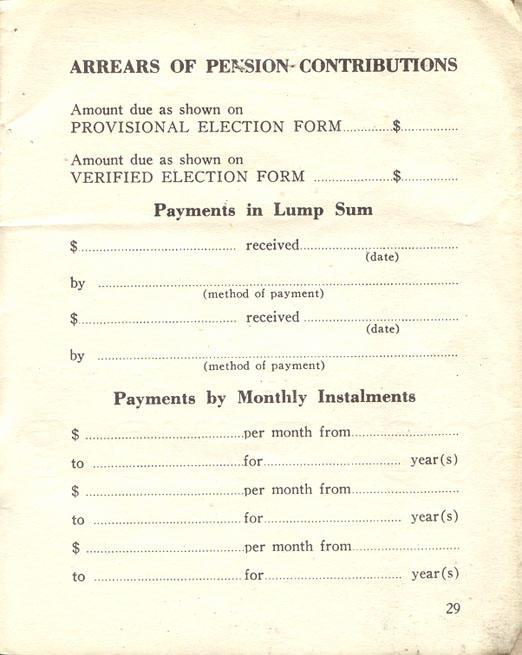 ARREARS OF PENSION CONTRIBUTIONS
Amount due as shown on
PROVISIONAL ELECTION FORM............$..............
Amount due as shown on
VERIFIED ELECTION FORM ...................$..............
Payments in Lump Sum
$....................................... received.......................................
(date)
by ..........................................................................................
(method of payment)
$....................................... received.......................................
(date)
by ..........................................................................................
(method of payment)
Payments by Monthly Instalments
$ .......................................per month from...........................
to ......................................for.................................. year(s)
$ .......................................per month from...........................
to ......................................for.................................. year(s)
$ .......................................per month from...........................
to ......................................for.................................. year(s)
29